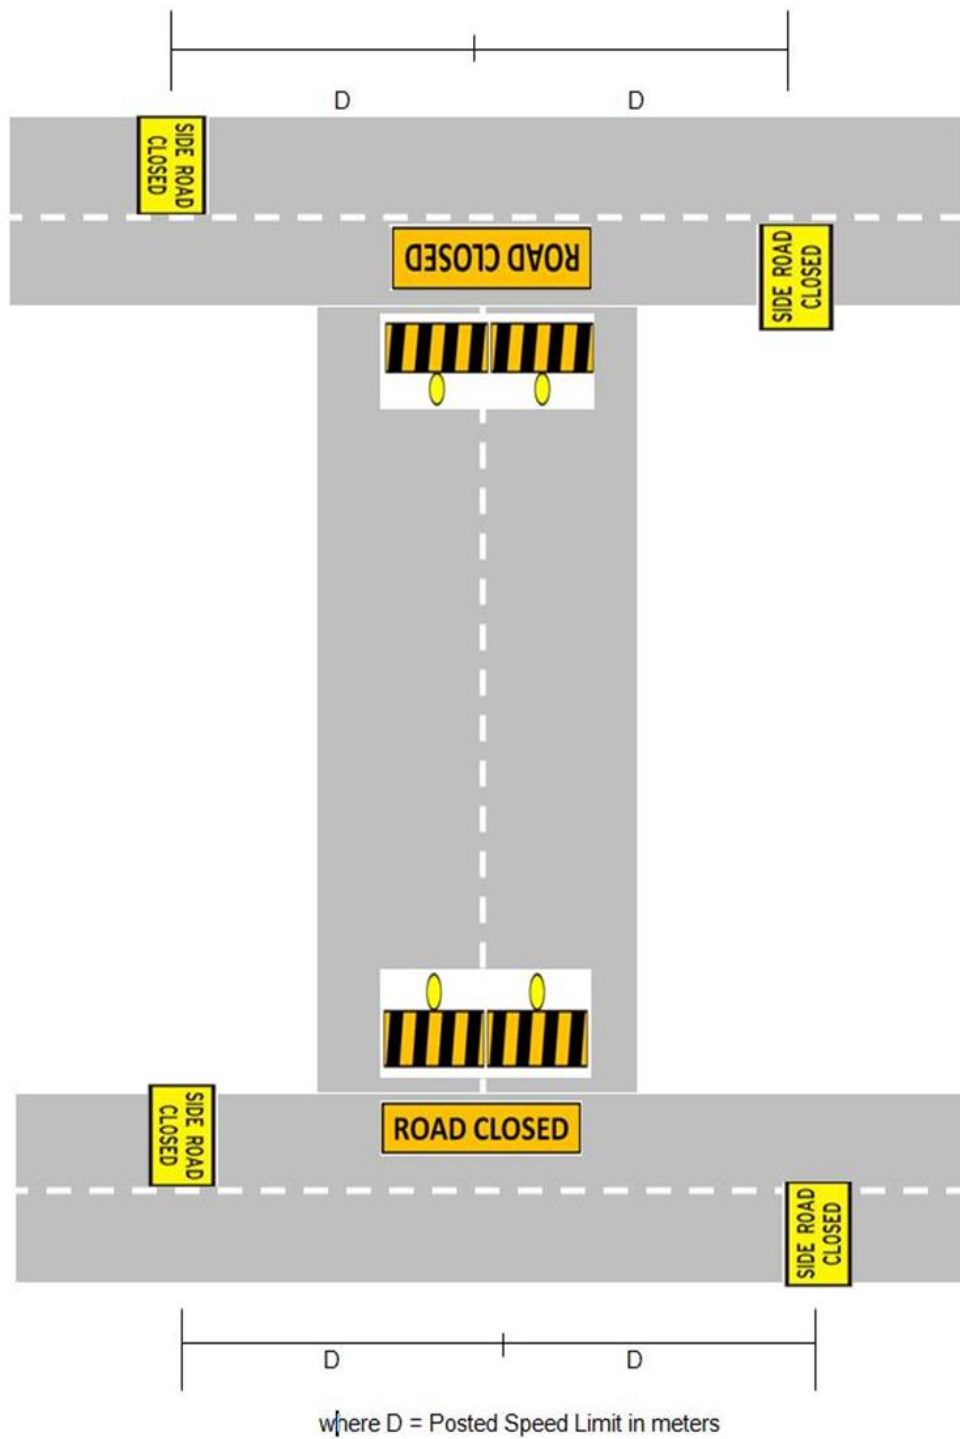 D
D
SIDE ROAD
CLOSED
ROAD CLOSED
SIDE ROAD
CLOSED
SIDE ROAD
CLOSED
ROAD CLOSED
SIDE ROAD
CLOSED
D
D
where D = Posted Speed Limit in meters